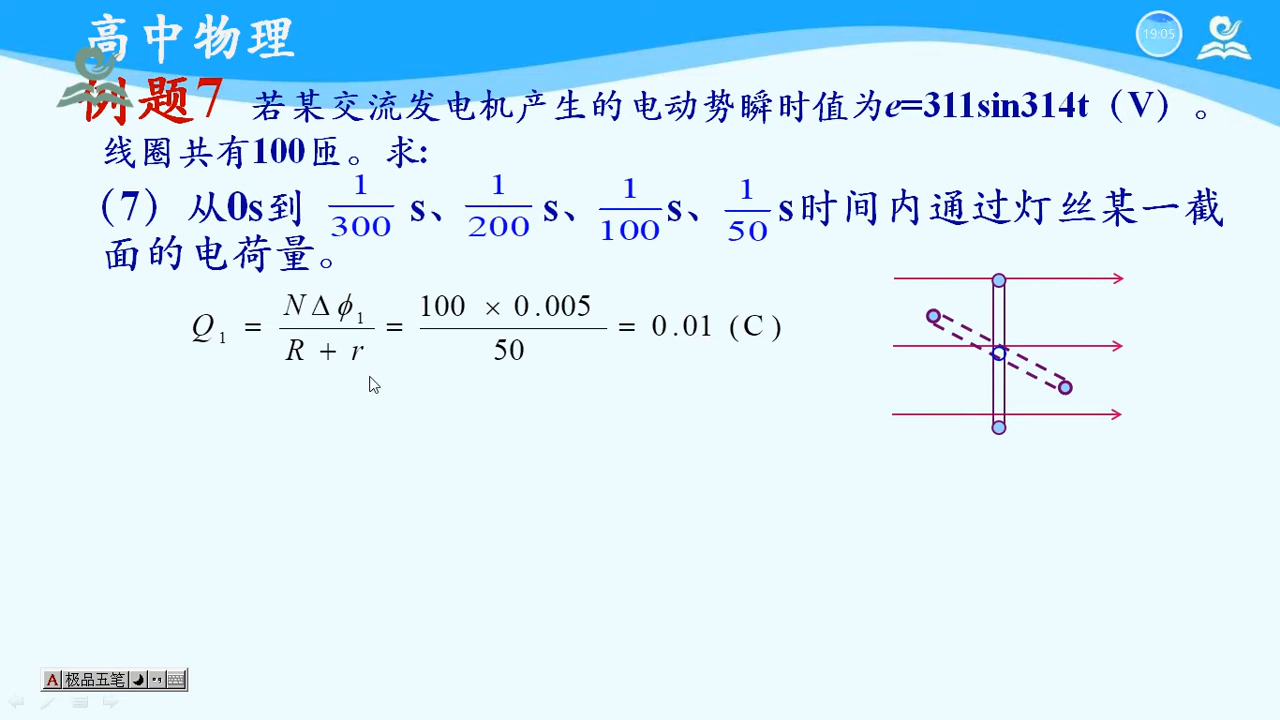 高中物理
19:05
例题7 若某交流发电机产生的电动势瞬时值为e=311sin314t（V）。
线圈共有100匝。求:
（7）从0s到 1/300 s、1/200 s、1/100 s、1/50 s时间内通过灯丝某一截
面的电荷量。
Q₁ = NΔϕ₁/(R + r) = (100 × 0.005)/50 = 0.01 (C)
A 极品五笔